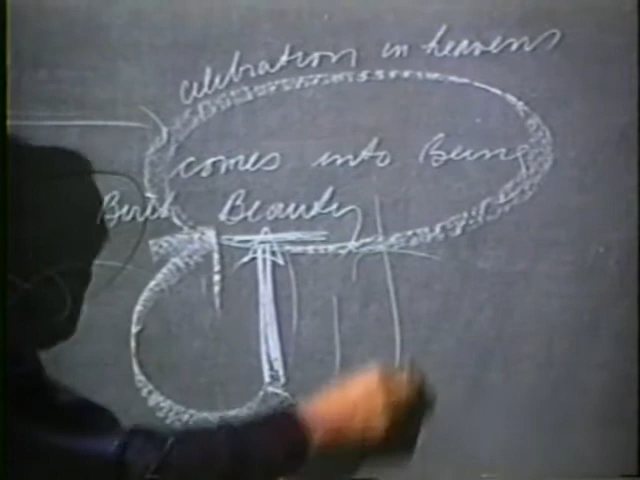 celebration in heavens
comes into Being
Birth Beauty